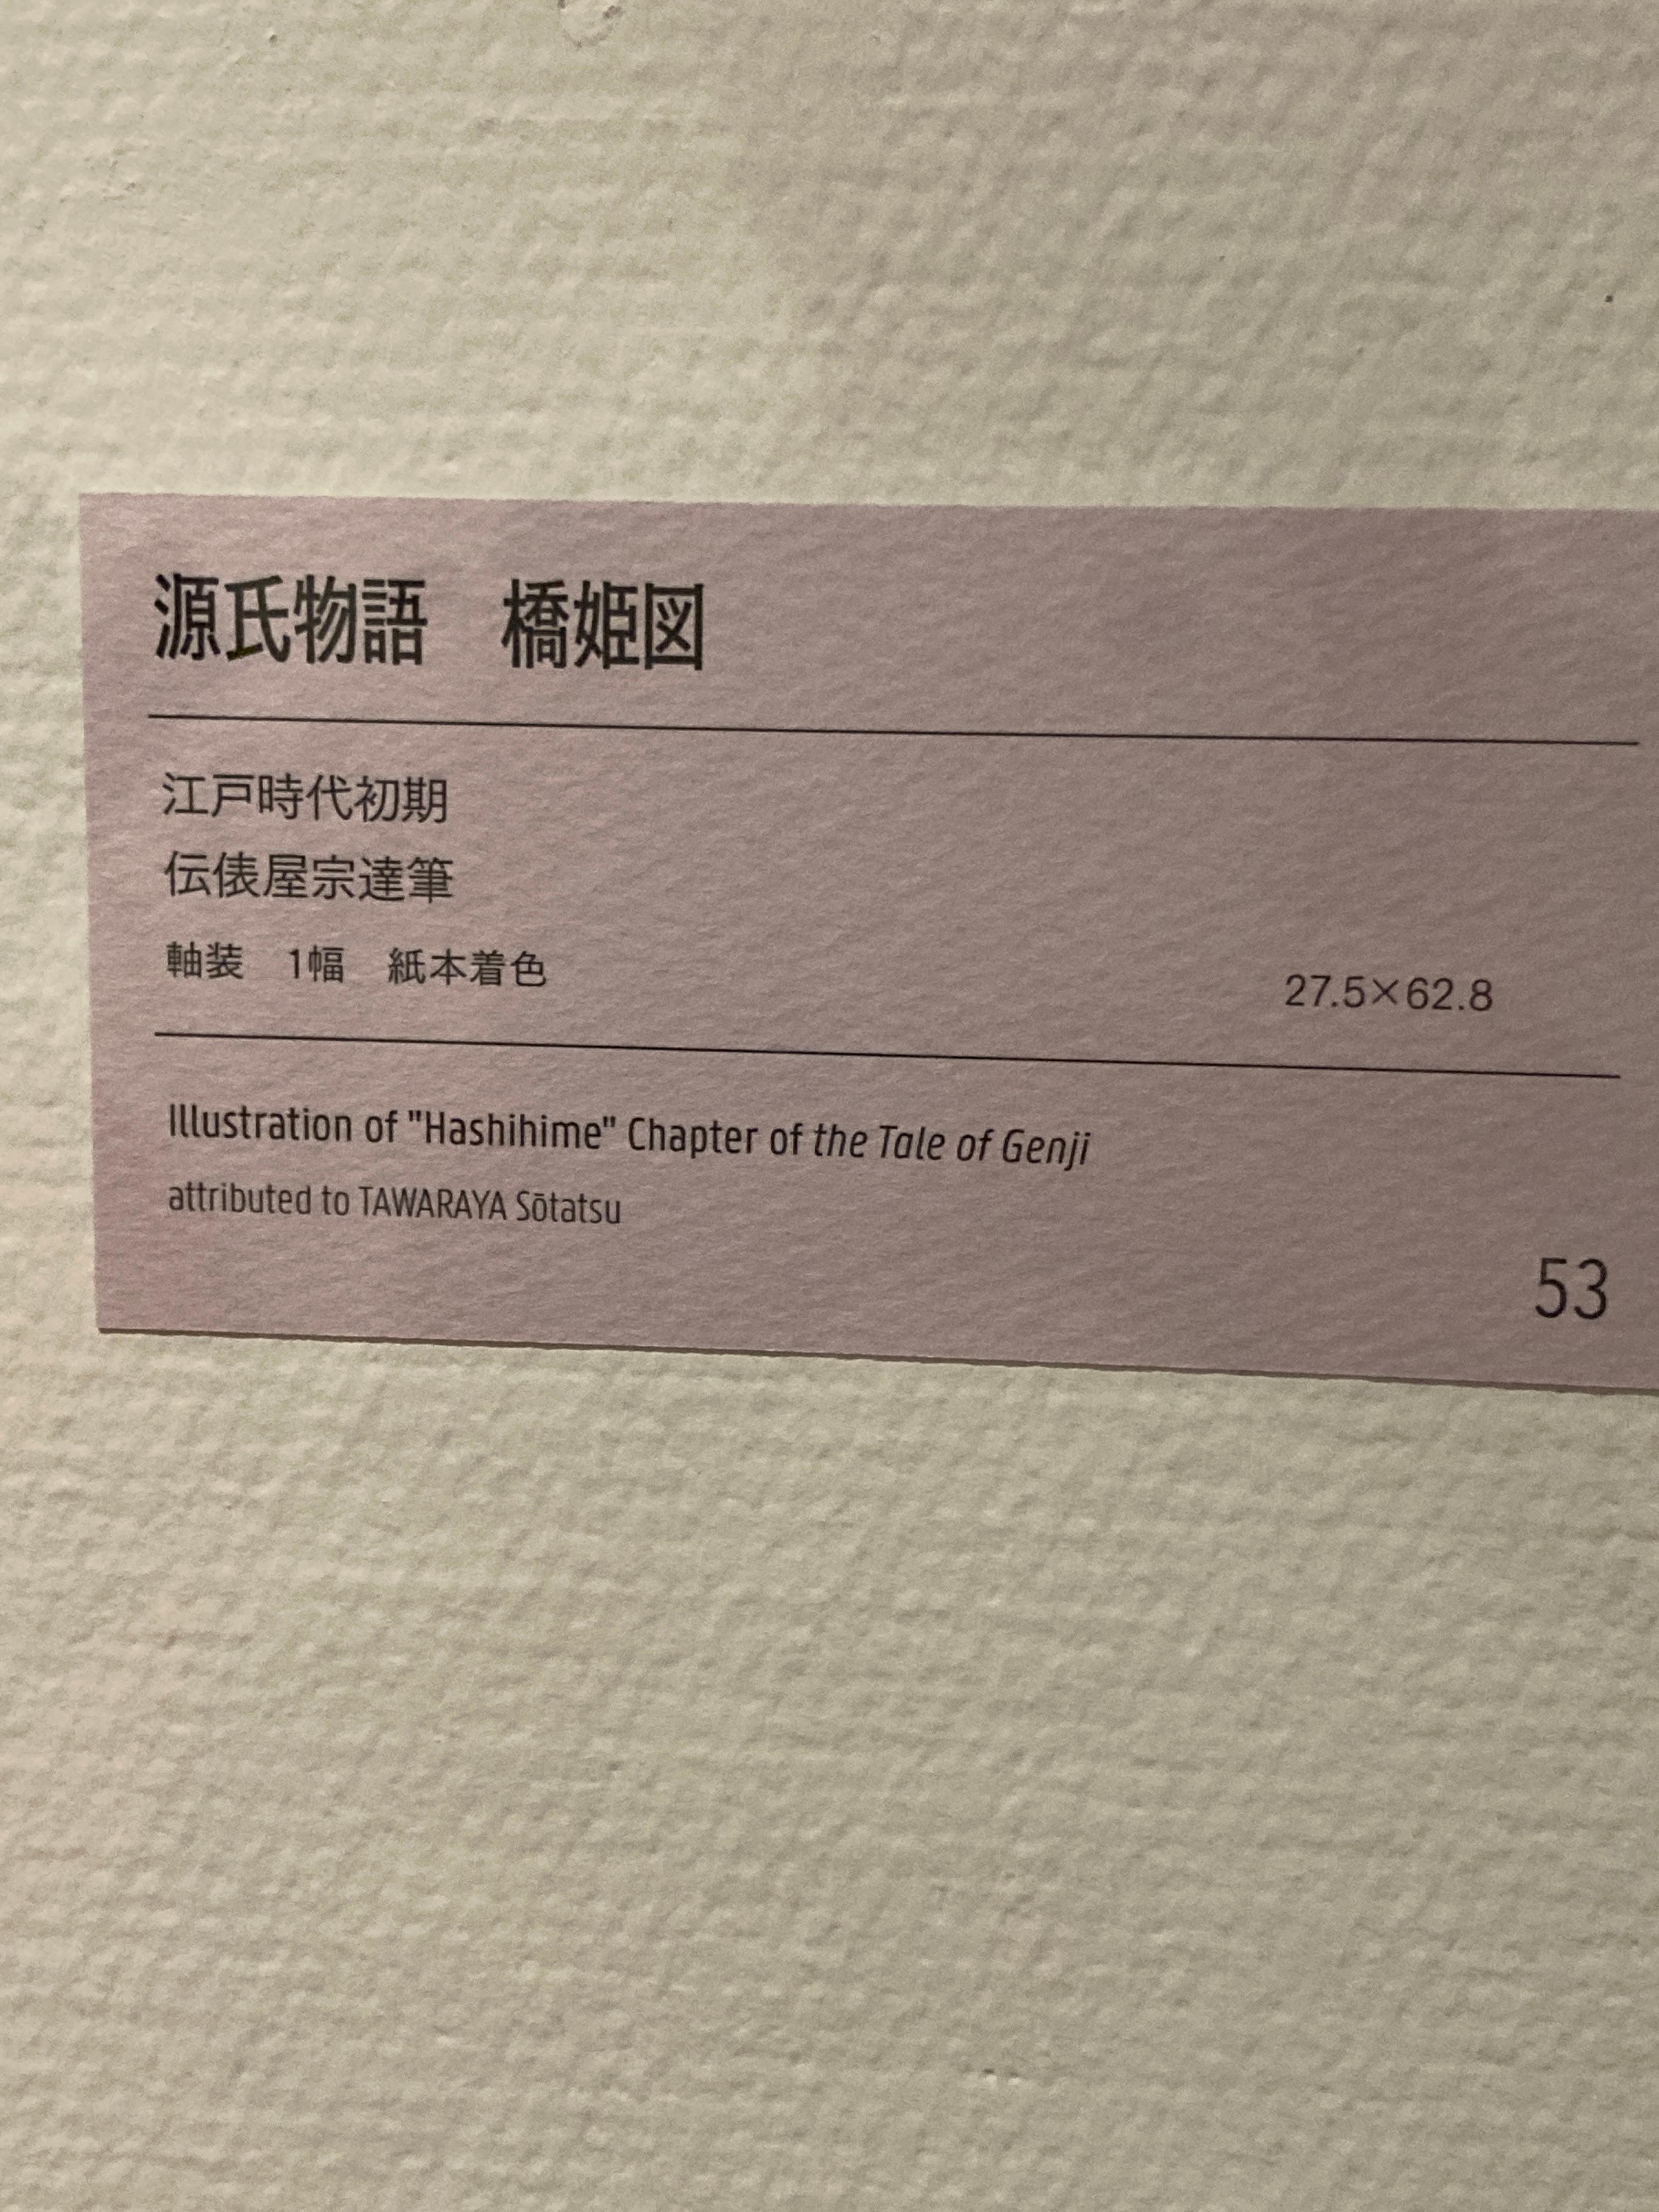 源氏物語　橋姫図
江戸時代初期
伝俵屋宗達筆
軸装　1幅　紙本着色　27.5×62.8
Illustration of "Hashihime" Chapter of the Tale of Genji
attributed to TAWARAYA Sōtatsu
53